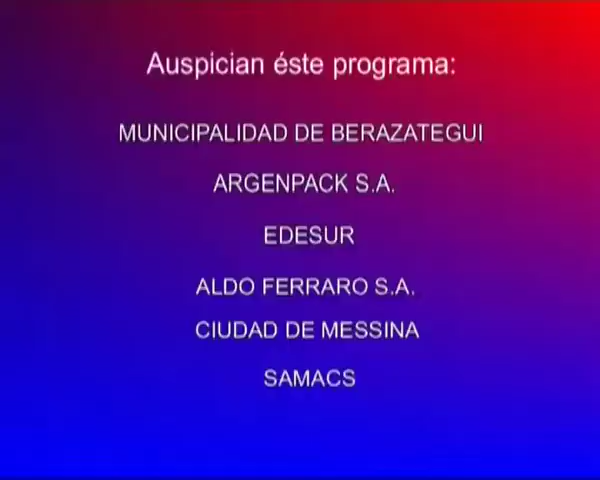 Auspician éste programa:
MUNICIPALIDAD DE BERAZATEGUI
ARGENPACK S.A.
EDESUR
ALDO FERRARO S.A.
CIUDAD DE MESSINA
SAMACS